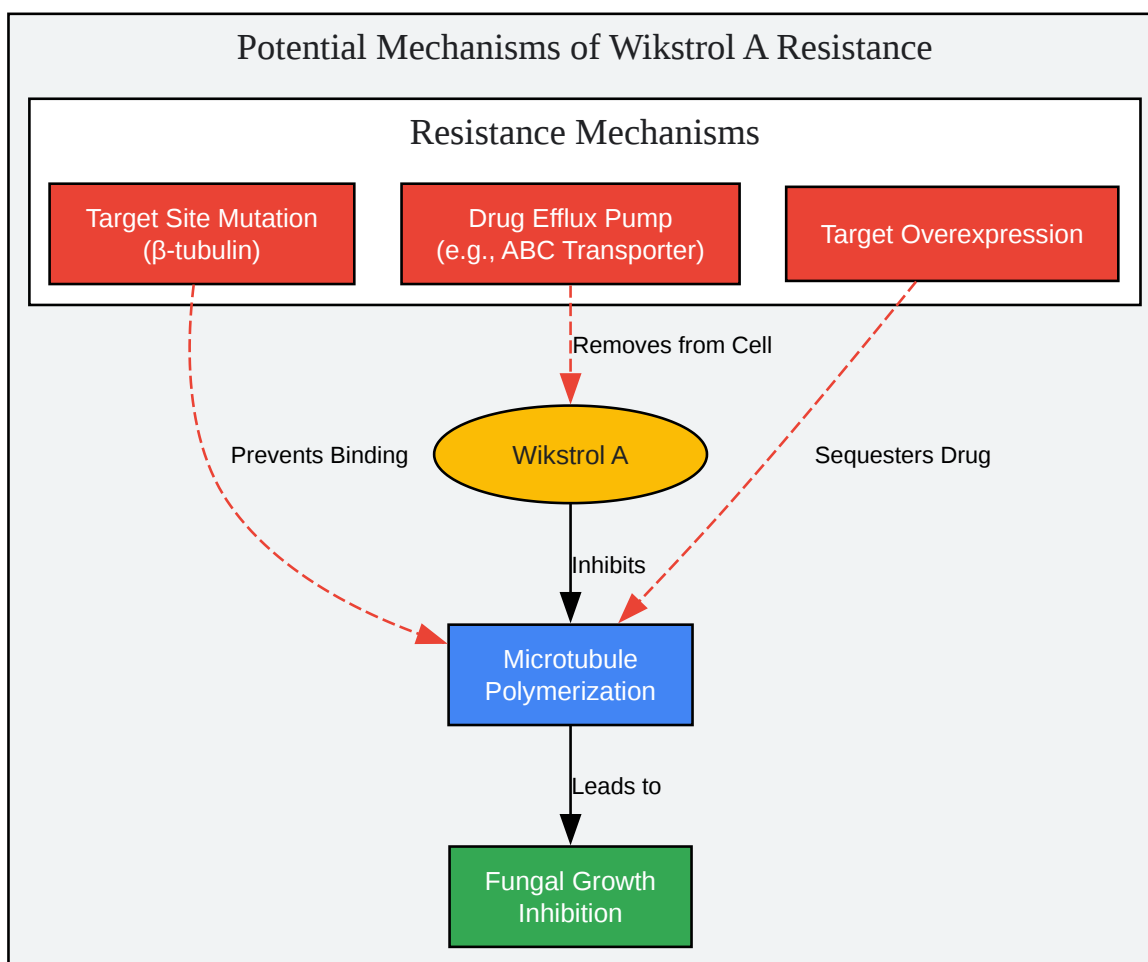 Potential Mechanisms of Wikstrol A Resistance
Resistance Mechanisms
Target Site Mutation
(β-tubulin)
Drug Efflux Pump
(e.g., ABC Transporter)
Target Overexpression
Removes from Cell
Prevents Binding
Wikstrol A
Sequesters Drug
Inhibits
Microtubule
Polymerization
Leads to
Fungal Growth
Inhibition